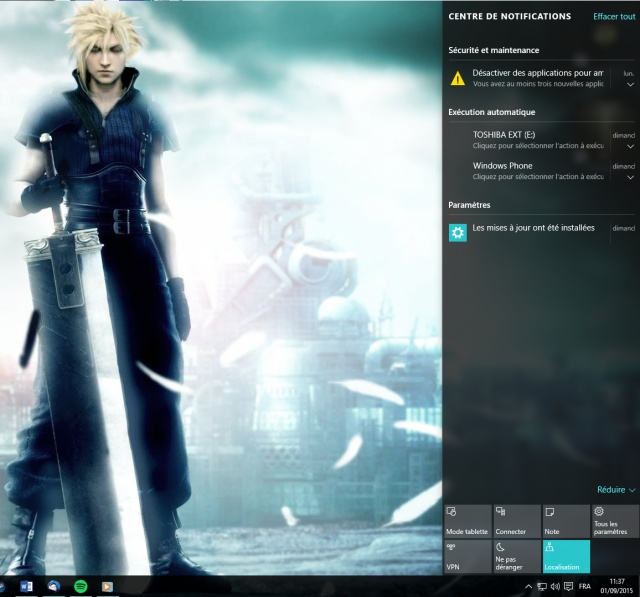 CENTRE DE NOTIFICATIONS
Effacer tout
Sécurité et maintenance
Désactiver des applications pour am
lun.
Vous avez au moins trois nouvelles applic
Exécution automatique
TOSHIBA EXT (E:)
dimand
Cliquez pour sélectionner l'action à exécu
Windows Phone
dimand
Cliquez pour sélectionner l'action à exécu
Paramètres
Les mises à jour ont été installées
dimand
Réduire
Mode tablette
Connecter
Note
Tous les
paramètres
VPN
Ne pas
déranger
Localisation
FRA
11:37
01/09/2015